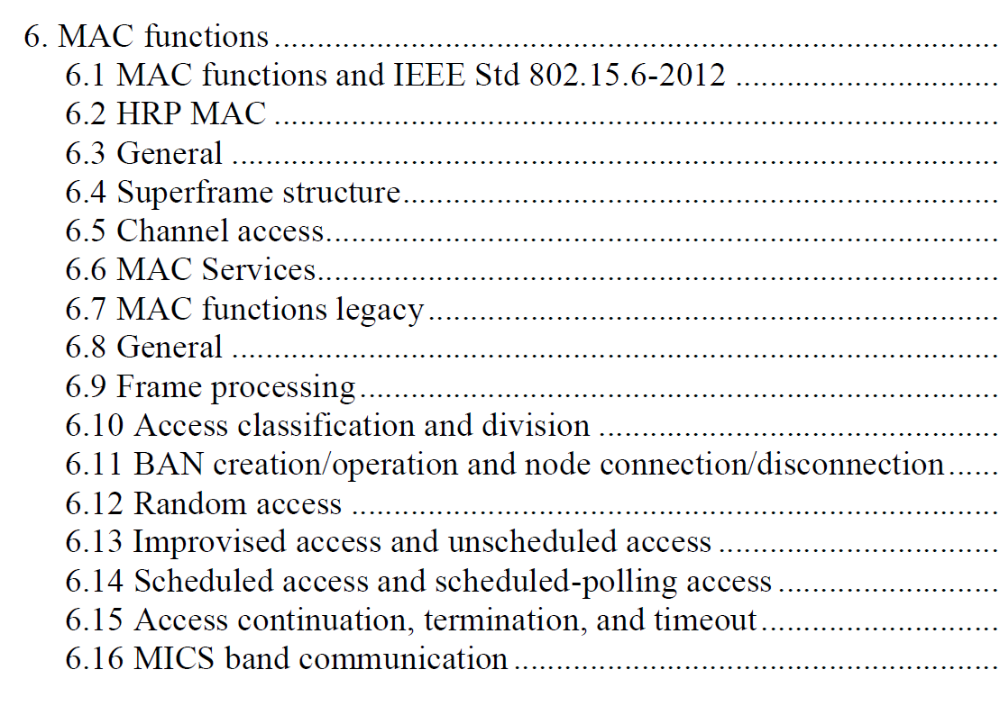 6. MAC functions ........................................................................................
6.1 MAC functions and IEEE Std 802.15.6-2012 ...............................
6.2 HRP MAC ....................................................................................
6.3 General .........................................................................................
6.4 Superframe structure.....................................................................
6.5 Channel access..............................................................................
6.6 MAC Services...............................................................................
6.7 MAC functions legacy..................................................................
6.8 General .........................................................................................
6.9 Frame processing..........................................................................
6.10 Access classification and division ..............................................
6.11 BAN creation/operation and node connection/disconnection......
6.12 Random access ...........................................................................
6.13 Improvised access and unscheduled access ................................
6.14 Scheduled access and scheduled-polling access .........................
6.15 Access continuation, termination, and timeout...........................
6.16 MICS band communication ........................................................